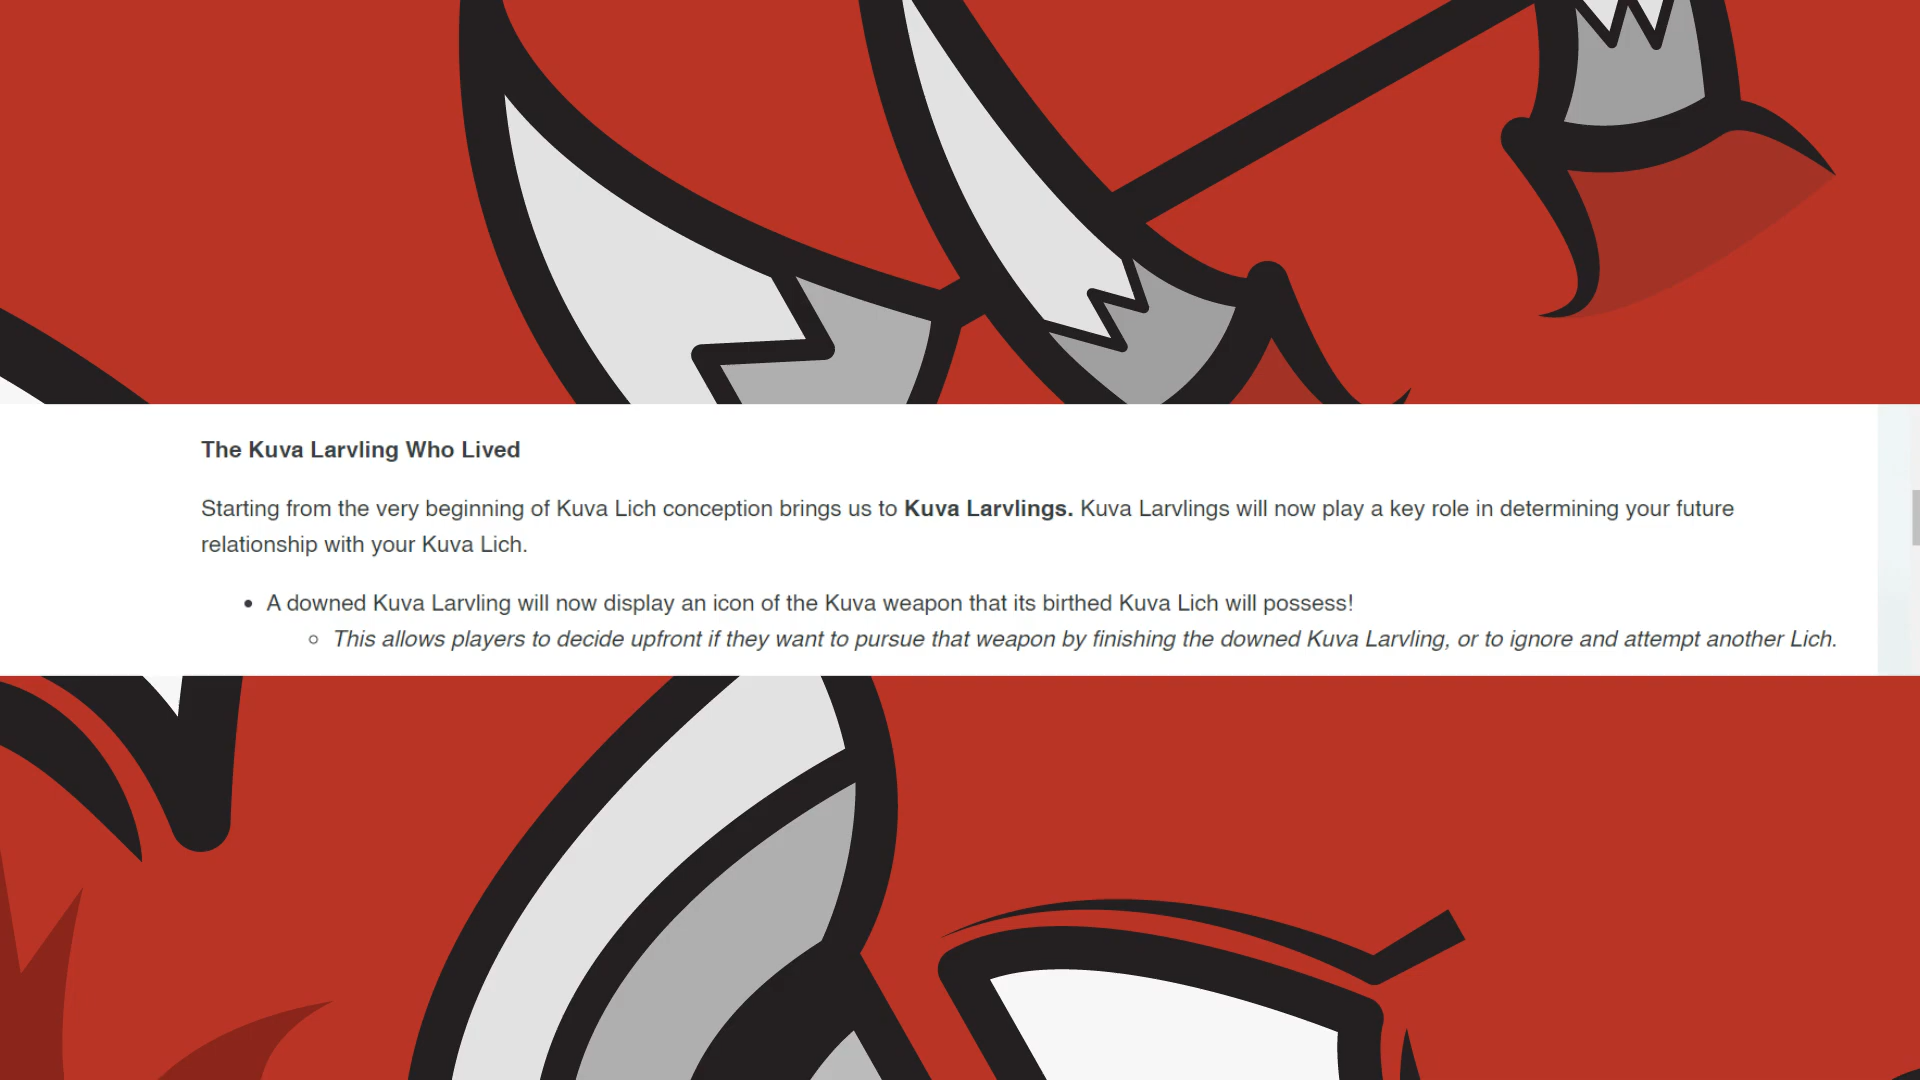 The Kuva Larvling Who Lived
Starting from the very beginning of Kuva Lich conception brings us to Kuva Larvlings. Kuva Larvlings will now play a key role in determining your future
relationship with your Kuva Lich.
• A downed Kuva Larvling will now display an icon of the Kuva weapon that its birthed Kuva Lich will possess!
◦ This allows players to decide upfront if they want to pursue that weapon by finishing the downed Kuva Larvling, or to ignore and attempt another Lich.